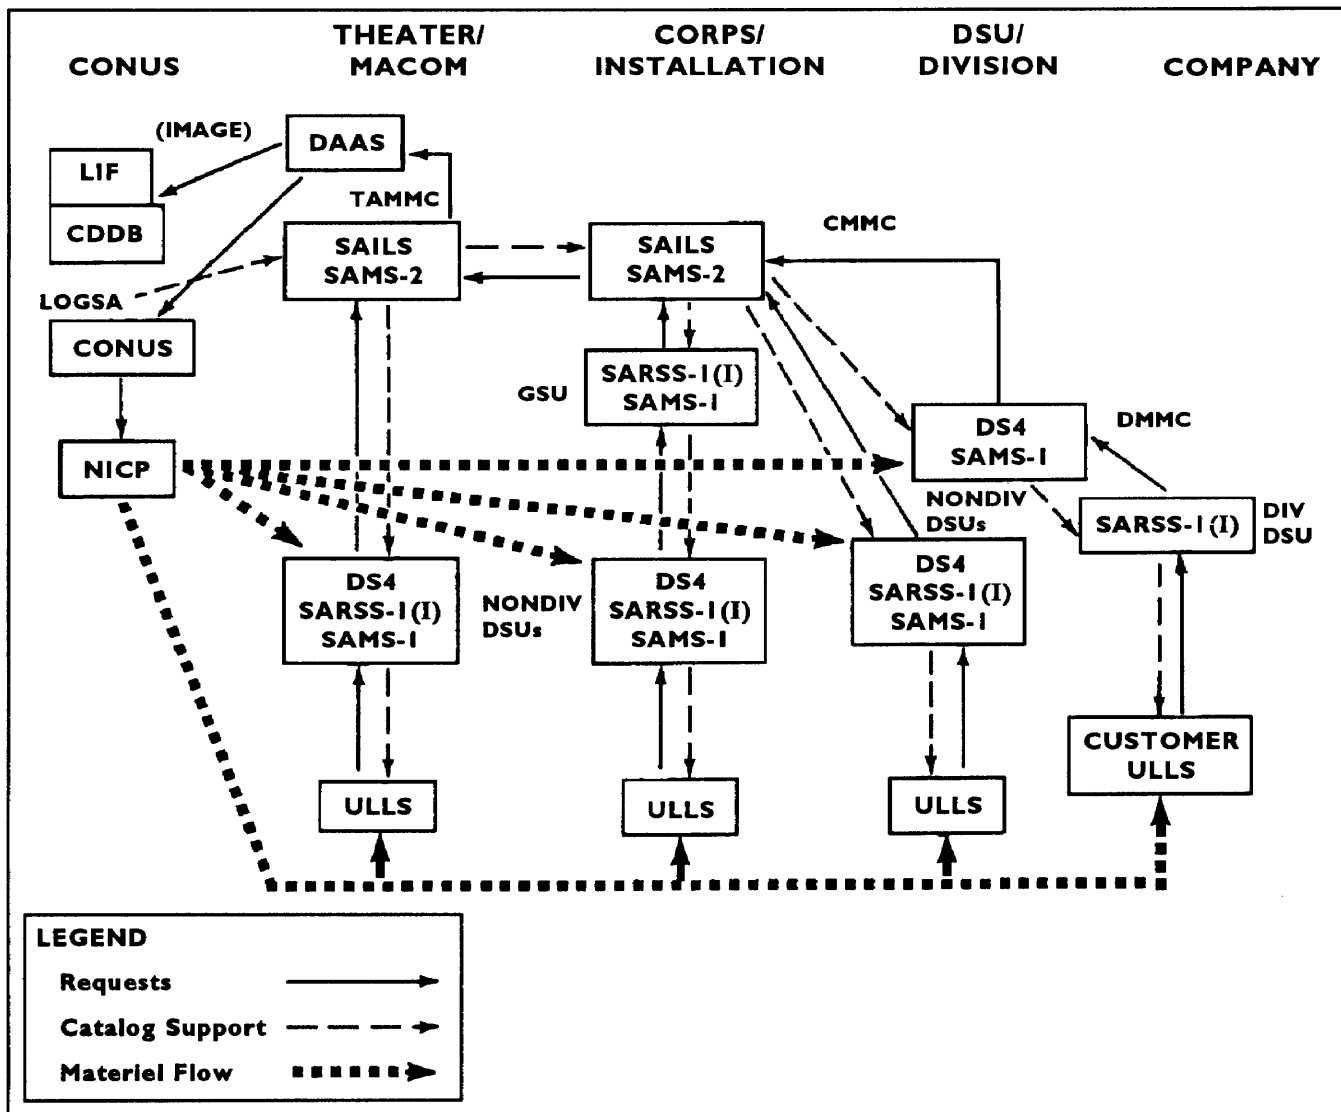 CONUS
THEATER/
MACOM
CORPS/
INSTALLATION
DSU/
DIVISION
COMPANY
(IMAGE)
DAAS
LIF
CDDB
TAMMC
SAILS
SAMS-2
SAILS
SAMS-2
CMMC
LOGSA
CONUS
GSU
SARSS-1(I)
SAMS-1
DS4
SAMS-1
DMMC
NICP
NONDIV
DSUs
SARSS-1(I)
DIV
DSU
DS4
SARSS-1(I)
SAMS-1
NONDIV
DSUs
DS4
SARSS-1(I)
SAMS-1
DS4
SARSS-1(I)
SAMS-1
CUSTOMER
ULLS
ULLS
ULLS
ULLS
LEGEND
Requests
Catalog Support
Materiel Flow